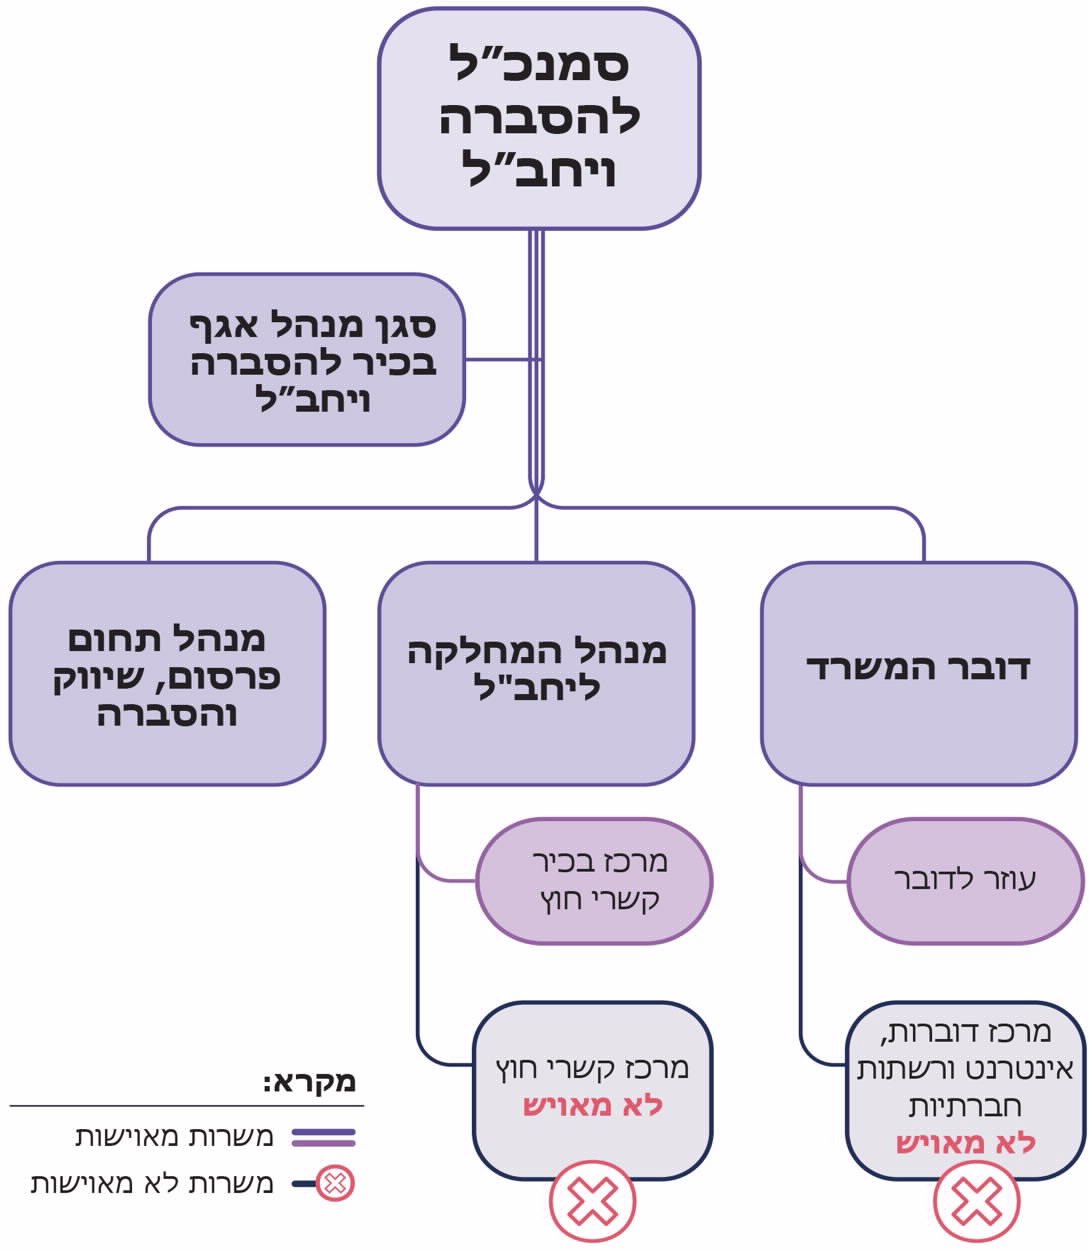 סמנכ״ל
להסברה
ויחב״ל
סגן מנהל אגף
בכיר להסברה
ויחב״ל
דובר המשרד
מנהל המחלקה
ליחב"ל
מנהל תחום
פרסום, שיווק
והסברה
עוזר לדובר
מרכז בכיר
קשרי חוץ
מרכז דוברות,
אינטרנט ורשתות
חברתיות
לא מאויש
מרכז קשרי חוץ
לא מאויש
מקרא:
משרות מאוישות
משרות לא מאוישות